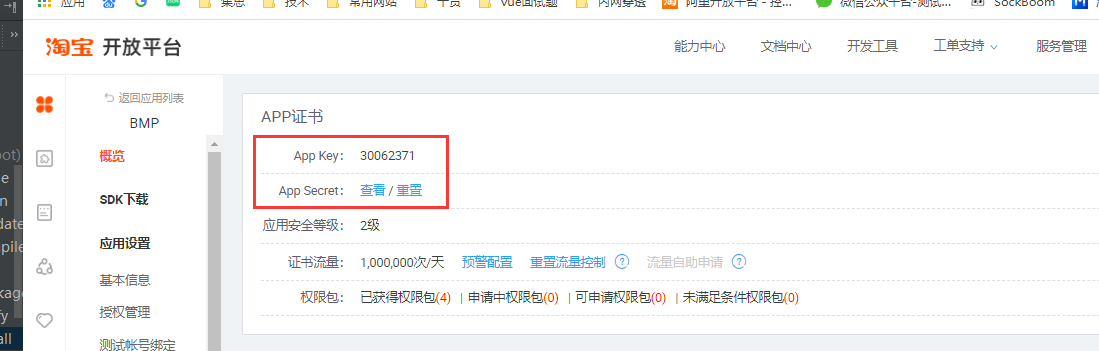 应用
集思
技术
常用网站
干货
Vue面试题
内网穿透
阿里开放平台 - 控...
微信公众平台-测试...
SockBoom
淘宝 开放平台
能力中心
文档中心
开发工具
工单支持
服务管理
返回应用列表
BMP
概览
SDK下载
应用设置
基本信息
授权管理
测试帐号绑定
APP证书
App Key: 30062371
App Secret: 查看 / 重置
应用安全等级: 2级
证书流量: 1,000,000次/天 预警配置 重置流量控制 ? 流量自助申请 ?
权限包: 已获得权限包(4) | 申请中权限包(0) | 可申请权限包(0) | 未满足条件权限包(0)